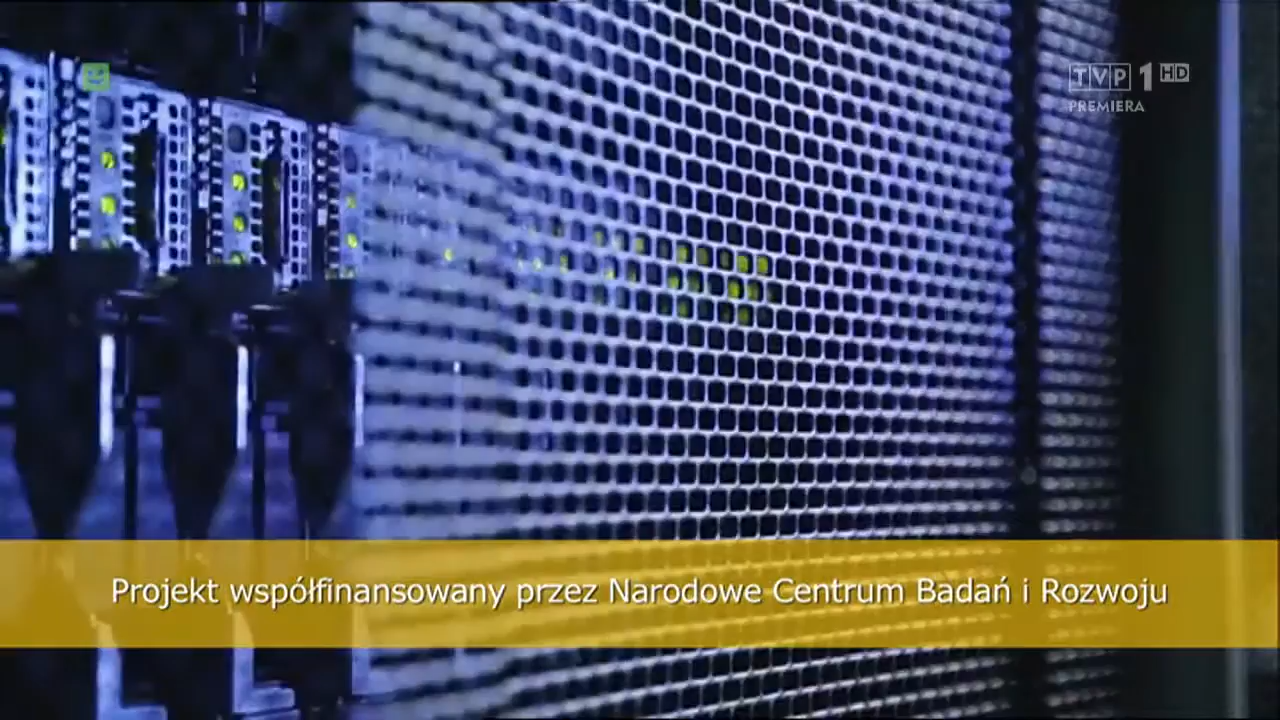 TVP 1 HD
PREMIERA
Projekt współfinansowany przez Narodowe Centrum Badań i Rozwoju